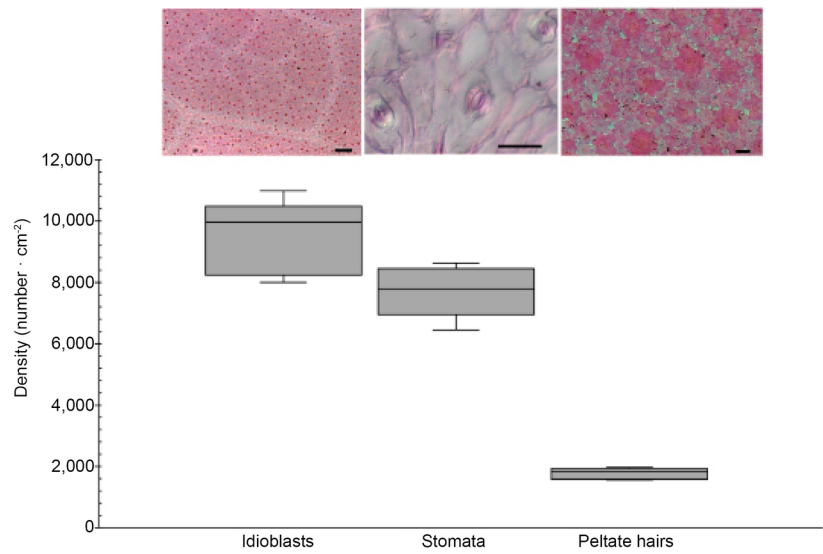 12,000
10,000
8,000
6,000
4,000
2,000
0
Density (number · cm⁻²)
Idioblasts
Stomata
Peltate hairs